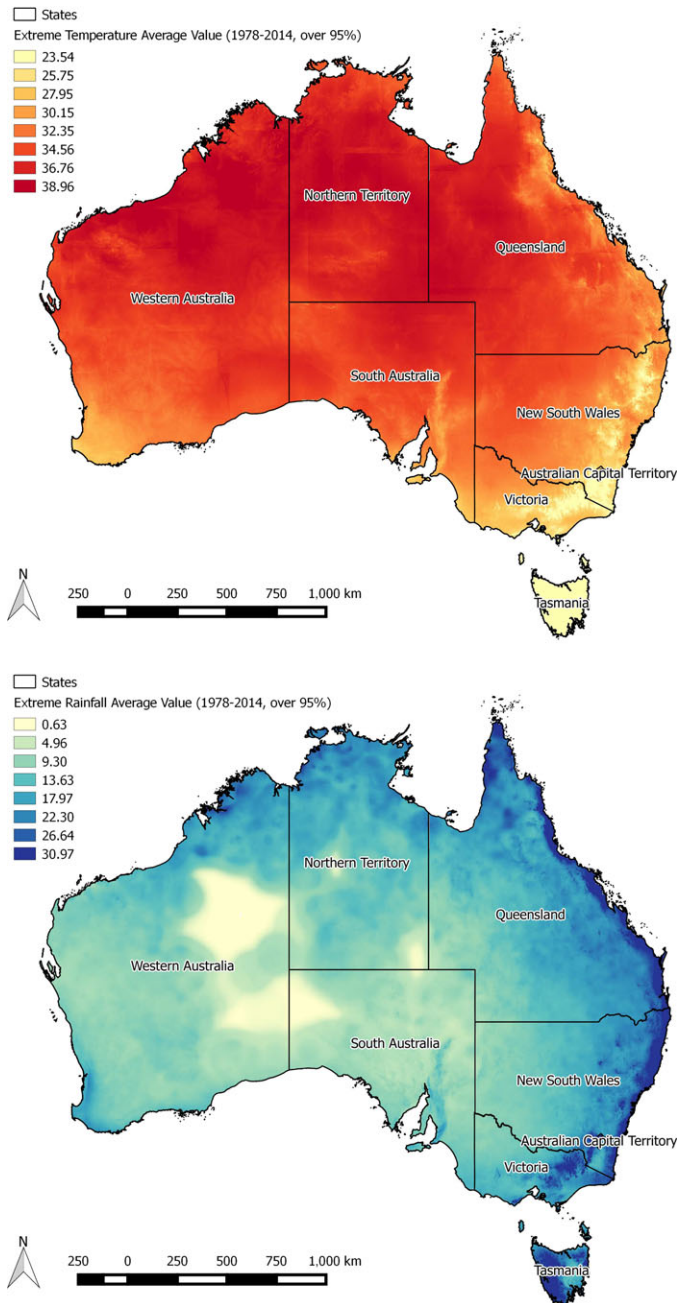 States
Extreme Temperature Average Value (1978-2014, over 95%)
23.54
25.75
27.95
30.15
32.35
34.56
36.76
38.96
Northern Territory
Queensland
Western Australia
South Australia
New South Wales
Australian Capital Territory
Victoria
Tasmania
N
250 0 250 500 750 1,000 km
States
Extreme Rainfall Average Value (1978-2014, over 95%)
0.63
4.96
9.30
13.63
17.97
22.30
26.64
30.97
Northern Territory
Queensland
Western Australia
South Australia
New South Wales
Australian Capital Territory
Victoria
Tasmania
N
250 0 250 500 750 1,000 km